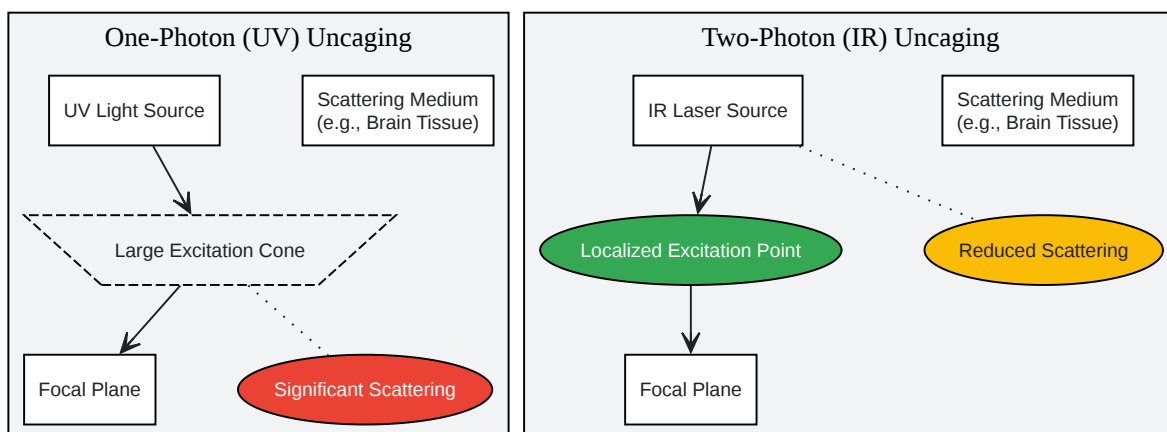 One-Photon (UV) Uncaging
UV Light Source
Scattering Medium
(e.g., Brain Tissue)
Large Excitation Cone
Focal Plane
Significant Scattering
Two-Photon (IR) Uncaging
IR Laser Source
Scattering Medium
(e.g., Brain Tissue)
Localized Excitation Point
Reduced Scattering
Focal Plane